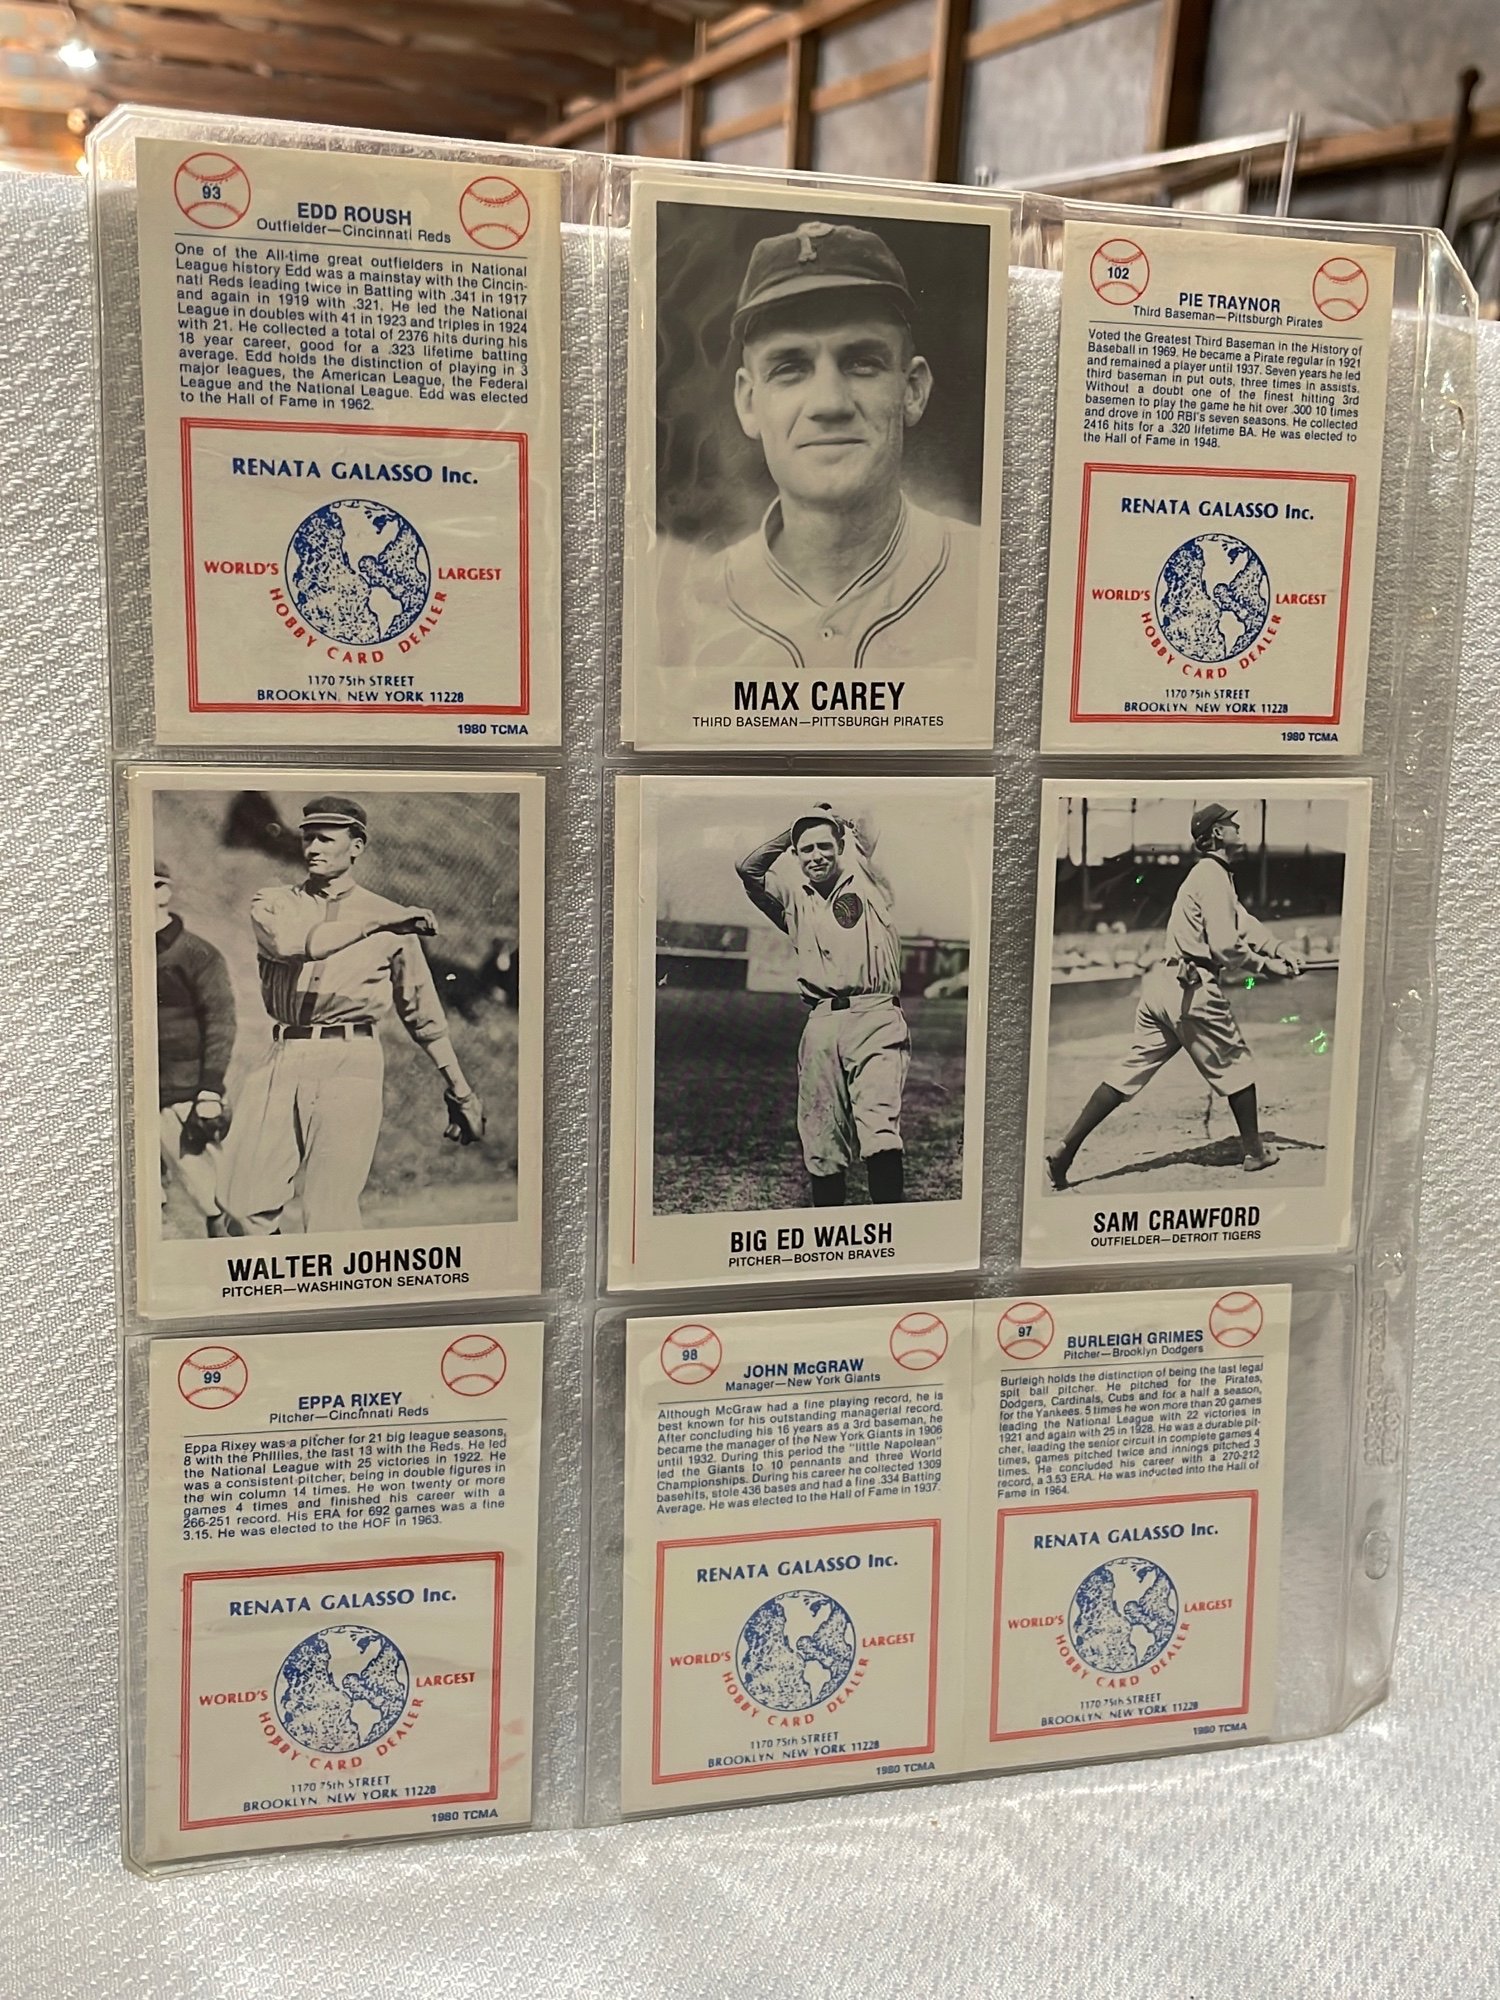 93
EDD ROUSH
Outfielder—Cincinnati Reds
One of the All-time great outfielders in National
League history Edd was a mainstay with the Cincin-
nati Reds leading twice in Batting with .341 in 1917
and again in 1919 with .321. He led the National
League in doubles with 41 in 1923 and triples in 1924
with 21. He collected a total of 2376 hits during his
18 year career, good for a .323 lifetime batting
average. Edd holds the distinction of playing in 3
major leagues, the American League, the Federal
League and the National League. Edd was elected
to the Hall of Fame in 1962.
RENATA GALASSO Inc.
WORLD'S LARGEST
HOBBY CARD DEALER
1170 75th STREET
BROOKLYN, NEW YORK 11228
1980 TCMA
P
MAX CAREY
THIRD BASEMAN—PITTSBURGH PIRATES
102
PIE TRAYNOR
Third Baseman—Pittsburgh Pirates
Voted the Greatest Third Baseman in the History of
Baseball in 1969. He became a Pirate regular in 1921
and remained a player until 1937. Seven years he led
third baseman in put outs, three times in assists.
Without a doubt one of the finest hitting 3rd
basemen to play the game he hit over .300 10 times
and drove in 100 RBI's seven seasons. He collected
2416 hits for a .320 lifetime BA. He was elected to
the Hall of Fame in 1948.
RENATA GALASSO Inc.
WORLD'S LARGEST
HOBBY CARD DEALER
1170 75th STREET
BROOKLYN, NEW YORK 11228
1980 TCMA
WALTER JOHNSON
PITCHER—WASHINGTON SENATORS
BIG ED WALSH
PITCHER—BOSTON BRAVES
SAM CRAWFORD
OUTFIELDER—DETROIT TIGERS
99
EPPA RIXEY
Pitcher—Cincinnati Reds
Eppa Rixey was a pitcher for 21 big league seasons,
8 with the Phillies, the last 13 with the Reds. He led
the National League with 25 victories in 1922. He
was a consistent pitcher, being in double figures in
the win column 14 times. He won twenty or more
games 4 times and finished his career with a
266-251 record. His ERA for 692 games was a fine
3.15. He was elected to the HOF in 1963.
RENATA GALASSO Inc.
WORLD'S LARGEST
HOBBY CARD DEALER
1170 75th STREET
BROOKLYN, NEW YORK 11228
1980 TCMA
98
JOHN McGRAW
Manager—New York Giants
Although McGraw had a fine playing record, he is
best known for his outstanding managerial record.
After concluding his 16 years as a 3rd baseman, he
became the manager of the New York Giants in 1906
until 1932. During this period the "little Napolean"
led the Giants to 10 pennants and three World
Championships. During his career he collected 1309
basehits, stole 436 bases and had a fine .334 Batting
Average. He was elected to the Hall of Fame in 1937.
RENATA GALASSO Inc.
WORLD'S LARGEST
HOBBY CARD DEALER
1170 75th STREET
BROOKLYN, NEW YORK 11228
1980 TCMA
97
BURLEIGH GRIMES
Pitcher—Brooklyn Dodgers
Burleigh holds the distinction of being the last legal
spit ball pitcher. He pitched for the Pirates,
Dodgers, Cardinals, Cubs and for a half a season,
for the Yankees. 5 times he won more than 20 games
leading the National League with 22 victories in
1921 and again with 25 in 1928. He was a durable pit-
cher, leading the senior circuit in complete games 4
times, games pitched twice and innings pitched 3
times. He concluded his career with a 270-212
record, a 3.53 ERA. He was inducted into the Hall of
Fame in 1964.
RENATA GALASSO Inc.
WORLD'S LARGEST
HOBBY CARD DEALER
1170 75th STREET
BROOKLYN, NEW YORK 11228
1980 TCMA